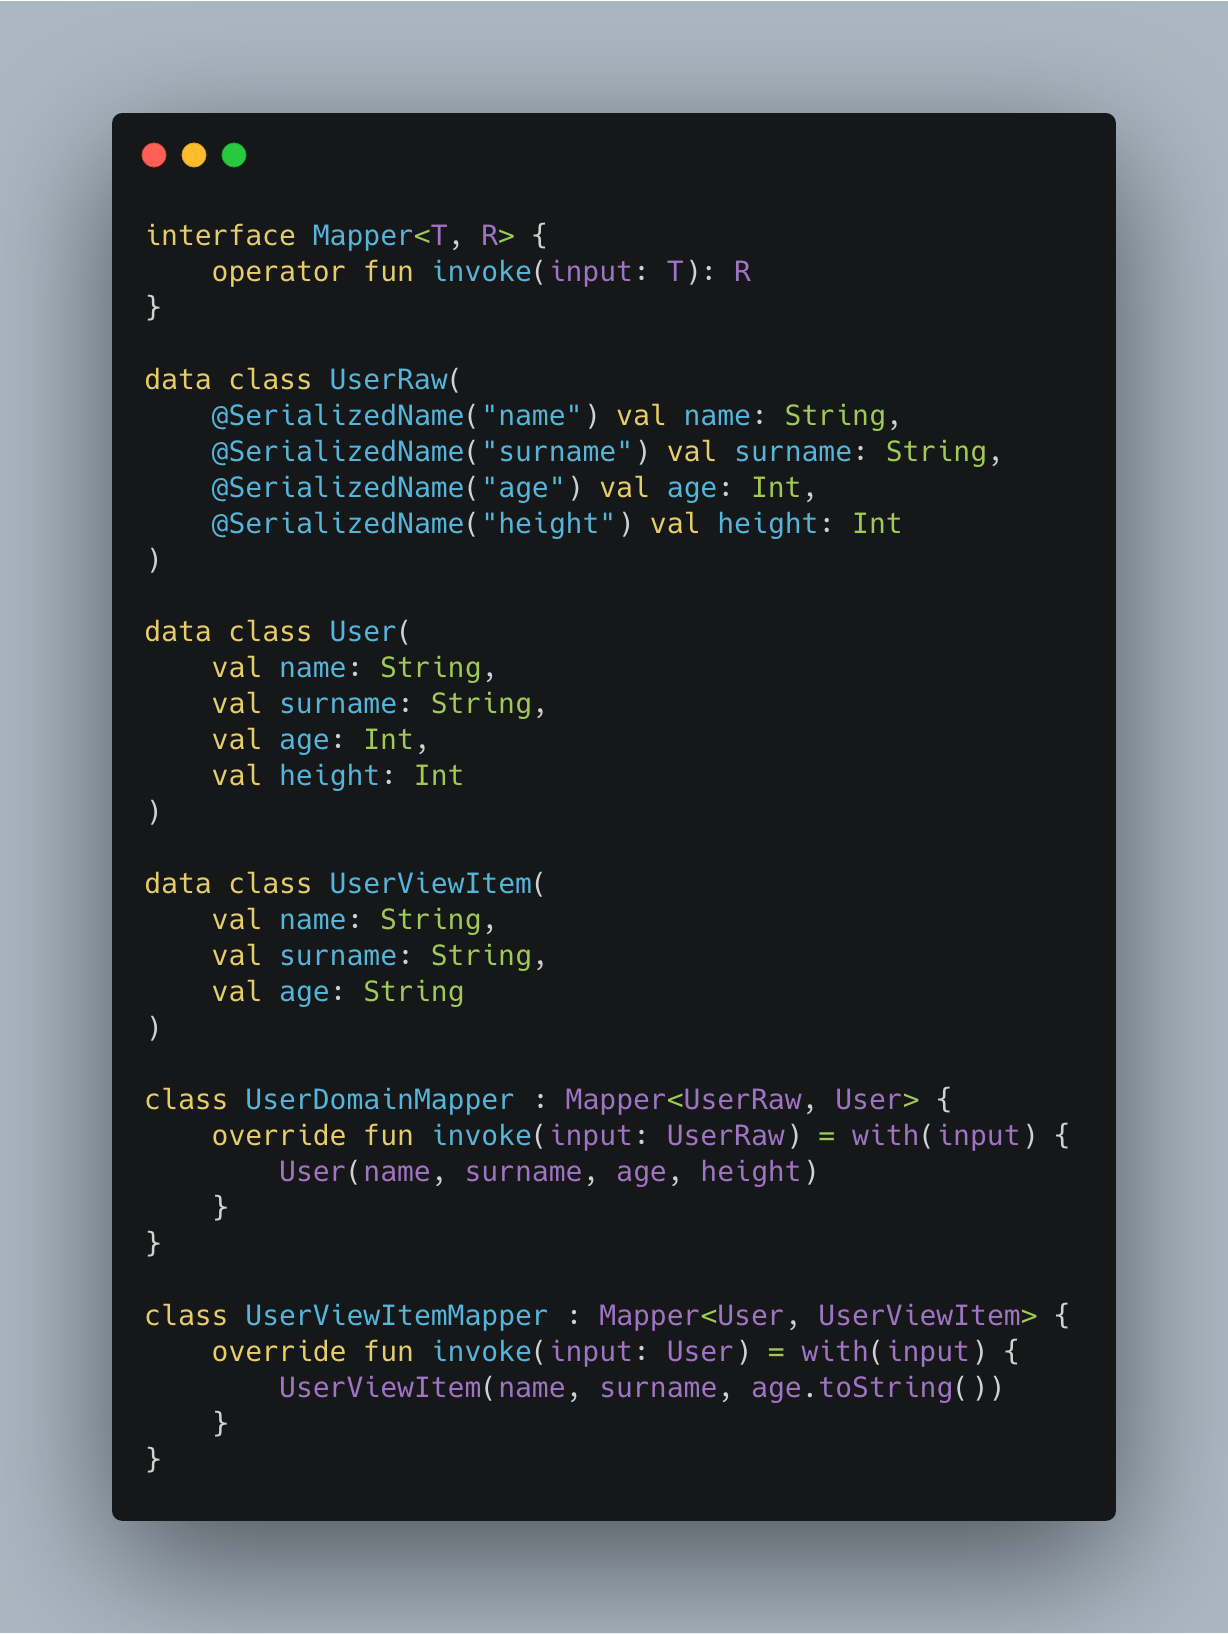 interface Mapper<T, R> {
    operator fun invoke(input: T): R
}

data class UserRaw(
    @SerializedName("name") val name: String,
    @SerializedName("surname") val surname: String,
    @SerializedName("age") val age: Int,
    @SerializedName("height") val height: Int
)

data class User(
    val name: String,
    val surname: String,
    val age: Int,
    val height: Int
)

data class UserViewItem(
    val name: String,
    val surname: String,
    val age: String
)

class UserDomainMapper : Mapper<UserRaw, User> {
    override fun invoke(input: UserRaw) = with(input) {
        User(name, surname, age, height)
    }
}

class UserViewItemMapper : Mapper<User, UserViewItem> {
    override fun invoke(input: User) = with(input) {
        UserViewItem(name, surname, age.toString())
    }
}